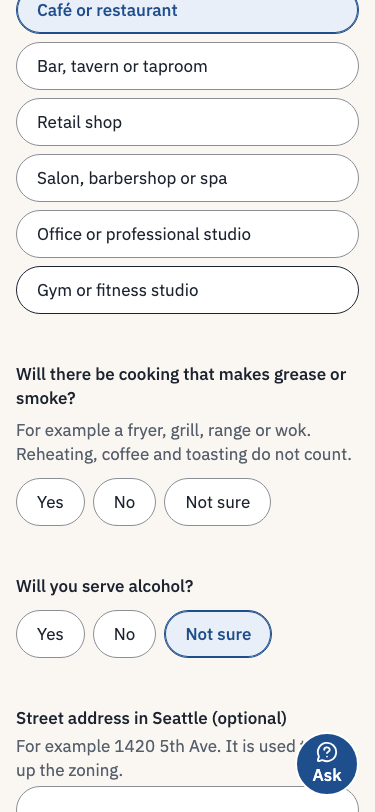 Café or restaurant
Bar, tavern or taproom
Retail shop
Salon, barbershop or spa
Office or professional studio
Gym or fitness studio
Will there be cooking that makes grease or
smoke?
For example a fryer, grill, range or wok.
Reheating, coffee and toasting do not count.
Yes No Not sure
Will you serve alcohol?
Yes No Not sure
Street address in Seattle (optional)
For example 1420 5th Ave. It is used
up the zoning.
Ask